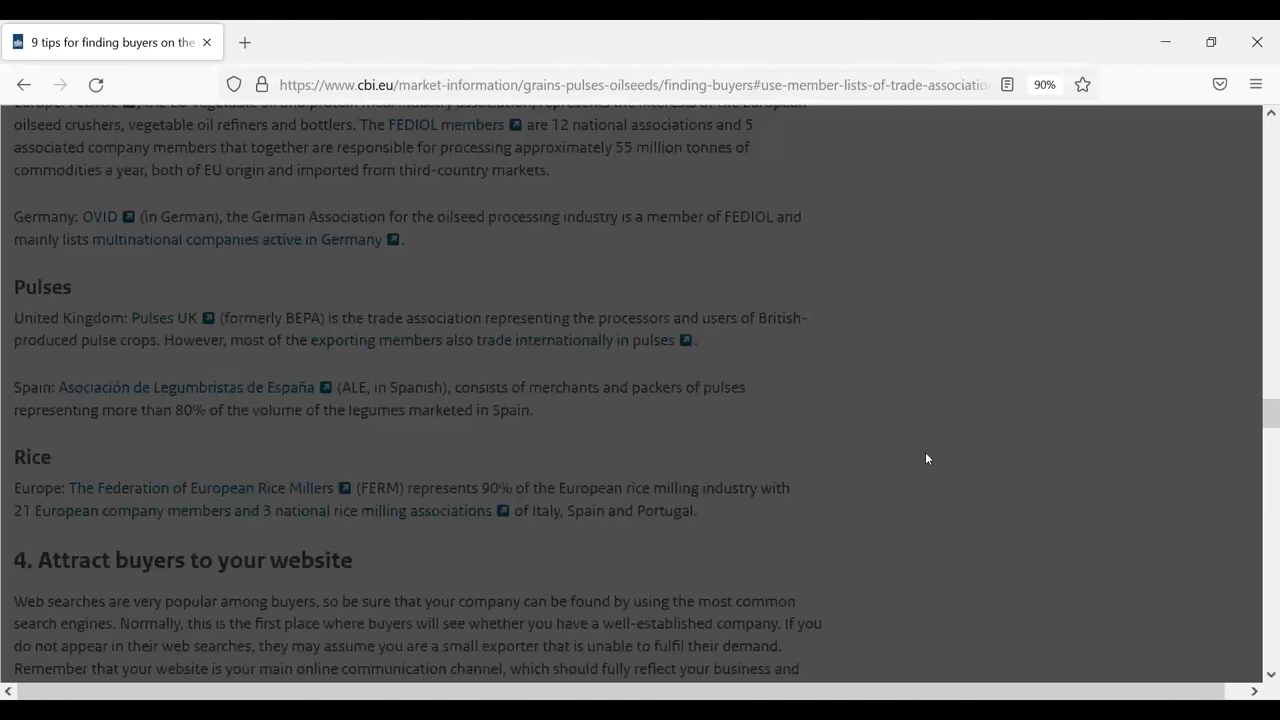 9 tips for finding buyers on the
https://www.cbi.eu/market-information/grains-pulses-oilseeds/finding-buyers#use-member-lists-of-trade-associatio
90%
Europe: FEDIOL, the EU vegetable oil and protein meal industry association, represents the interests of the European
oilseed crushers, vegetable oil refiners and bottlers. The FEDIOL members are 12 national associations and 5
associated company members that together are responsible for processing approximately 55 million tonnes of
commodities a year, both of EU origin and imported from third-country markets.
Germany: OVID (in German), the German Association for the oilseed processing industry is a member of FEDIOL and
mainly lists multinational companies active in Germany.
Pulses
United Kingdom: Pulses UK (formerly BEPA) is the trade association representing the processors and users of British-
produced pulse crops. However, most of the exporting members also trade internationally in pulses.
Spain: Asociación de Legumbristas de España (ALE, in Spanish), consists of merchants and packers of pulses
representing more than 80% of the volume of the legumes marketed in Spain.
Rice
Europe: The Federation of European Rice Millers (FERM) represents 90% of the European rice milling industry with
21 European company members and 3 national rice milling associations of Italy, Spain and Portugal.
4. Attract buyers to your website
Web searches are very popular among buyers, so be sure that your company can be found by using the most common
search engines. Normally, this is the first place where buyers will see whether you have a well-established company. If you
do not appear in their web searches, they may assume you are a small exporter that is unable to fulfil their demand.
Remember that your website is your main online communication channel, which should fully reflect your business and